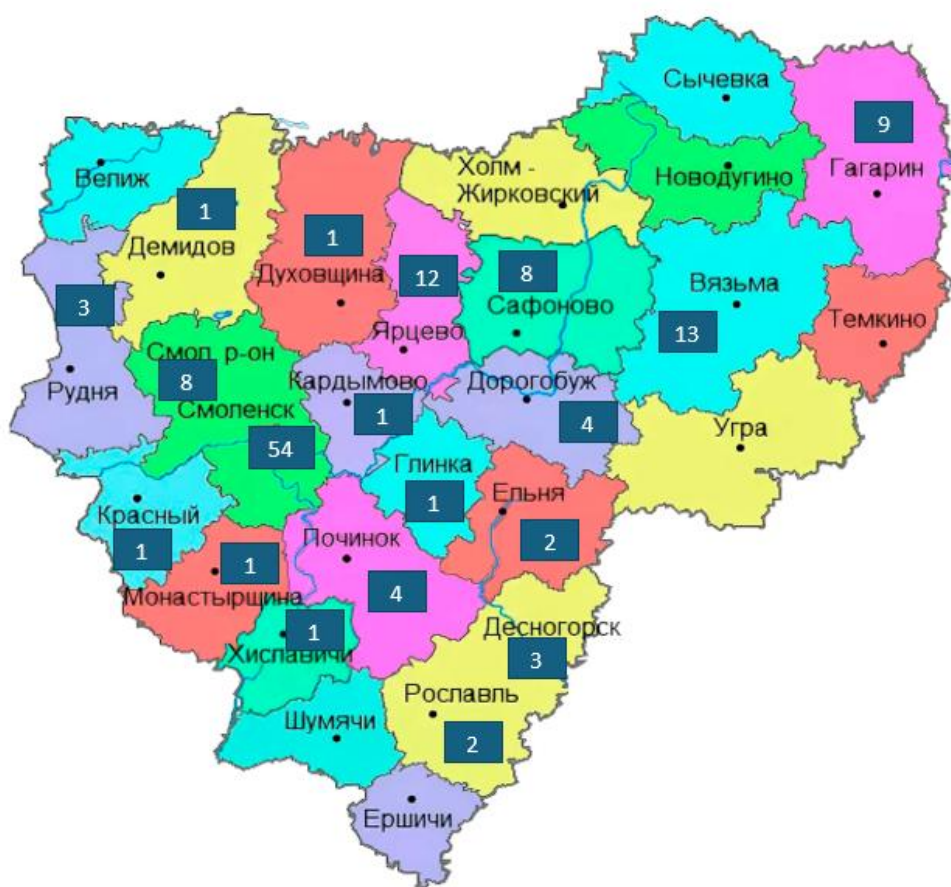 Сычевка
9
Гагарин
Велиж
Холм -
Жирковский
Новодугино
1
Демидов
1
Духовщина
12
Ярцево
8
Сафоново
Вязьма
13
Темкино
3
Рудня
Смол р-он
8
Смоленск
54
Кардымово
1
Дорогобуж
4
Угра
Глинка
1
Ельня
2
Красный
1
Починок
4
1
Монастырщина
1
Хиславичи
Десногорск
3
Рославль
2
Шумячи
Ершичи